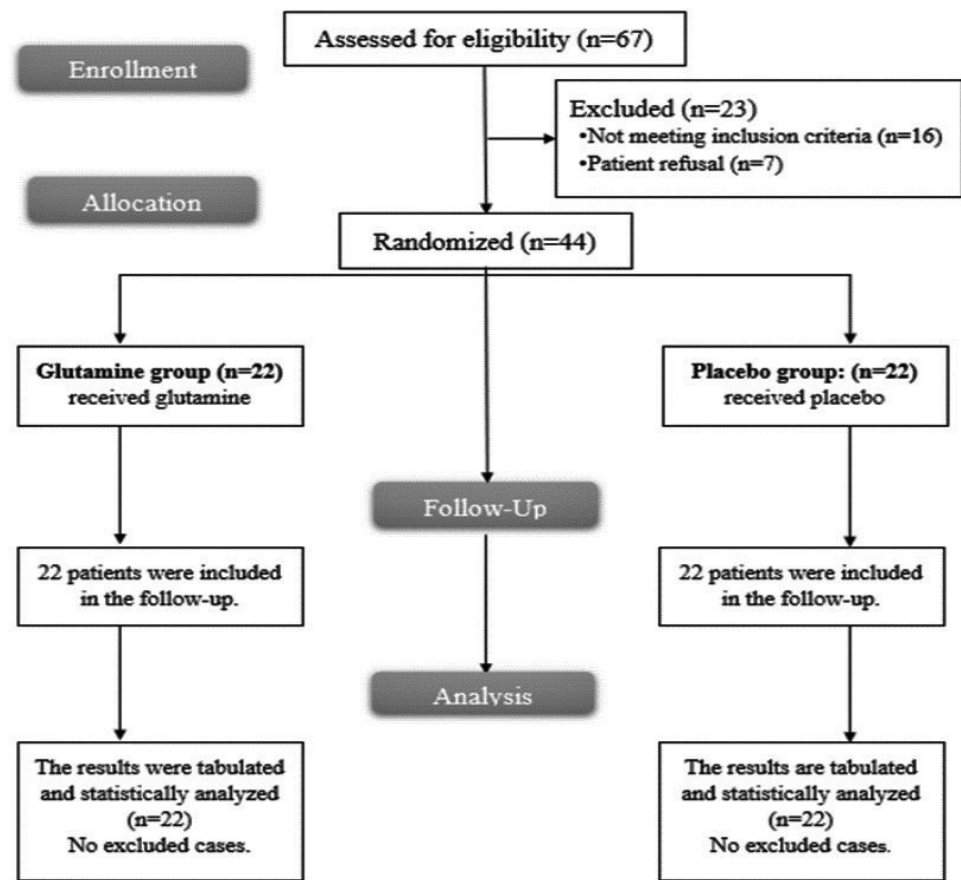 Assessed for eligibility (n=67)
Enrollment
Excluded (n=23)
•Not meeting inclusion criteria (n=16)
•Patient refusal (n=7)
Allocation
Randomized (n=44)
Glutamine group (n=22)
received glutamine
Placebo group: (n=22)
received placebo
Follow-Up
22 patients were included
in the follow-up.
22 patients were included
in the follow-up.
Analysis
The results were tabulated
and statistically analyzed
(n=22)
No excluded cases.
The results are tabulated
and statistically analyzed
(n=22)
No excluded cases.